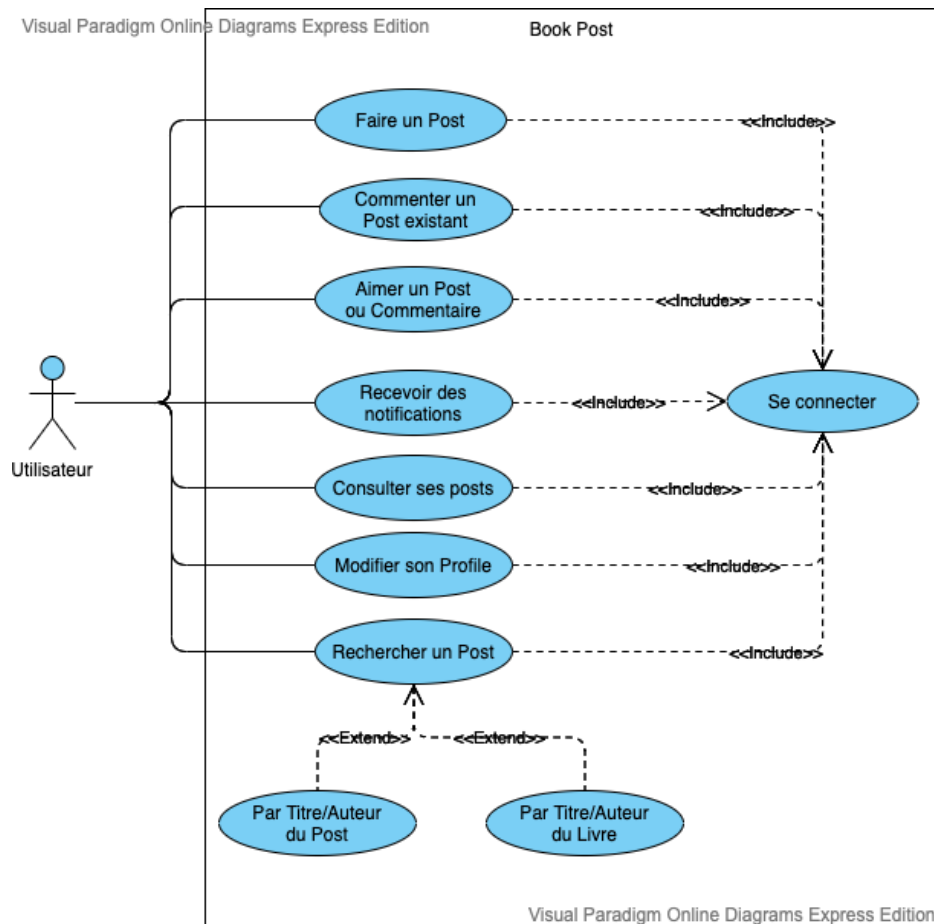 Visual Paradigm Online Diagrams Express Edition
Book Post
Faire un Post
<<Include>>
Commenter un
Post existant
<<Include>>
Aimer un Post
ou Commentaire
<<Include>>
Utilisateur
Recevoir des
notifications
<<Include>>
Se connecter
Consulter ses posts
<<Include>>
Modifier son Profile
<<Include>>
Rechercher un Post
<<Include>>
<<Extend>>
<<Extend>>
Par Titre/Auteur
du Post
Par Titre/Auteur
du Livre
Visual Paradigm Online Diagrams Express Edition